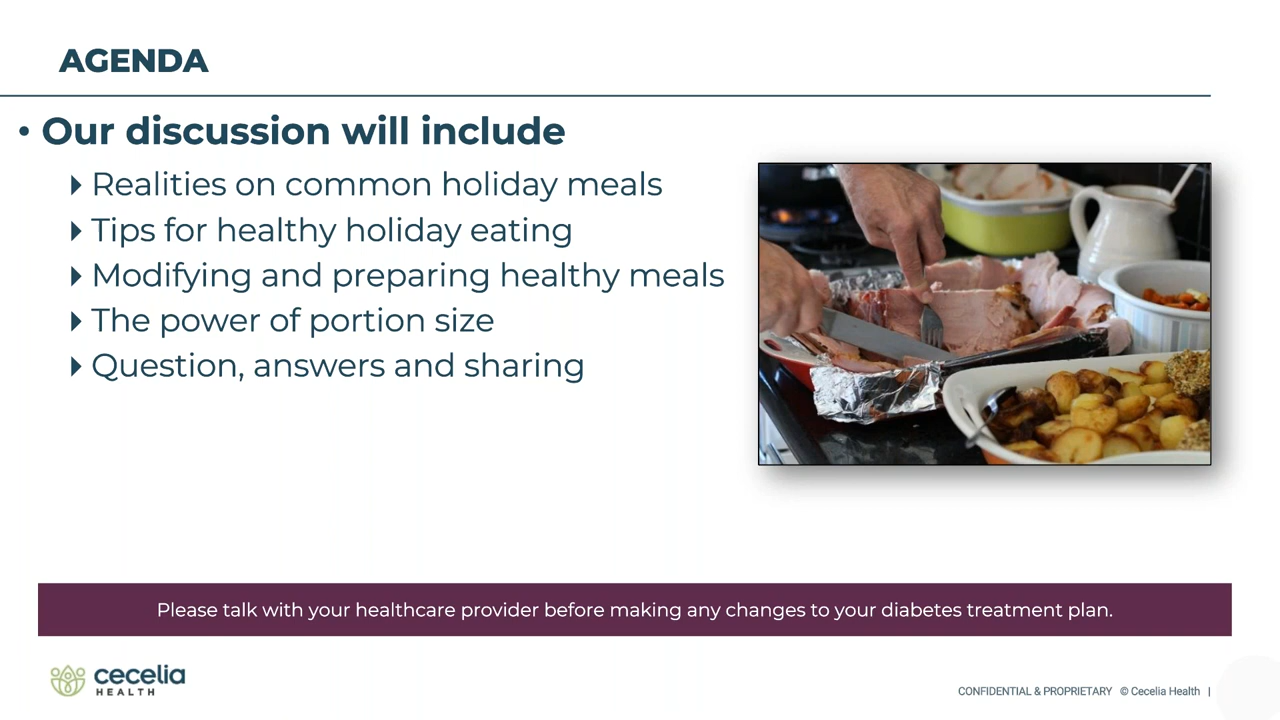 AGENDA
• Our discussion will include
Realities on common holiday meals
Tips for healthy holiday eating
Modifying and preparing healthy meals
The power of portion size
Question, answers and sharing
Please talk with your healthcare provider before making any changes to your diabetes treatment plan.
cecelia
HEALTH
CONFIDENTIAL & PROPRIETARY © Cecelia Health |